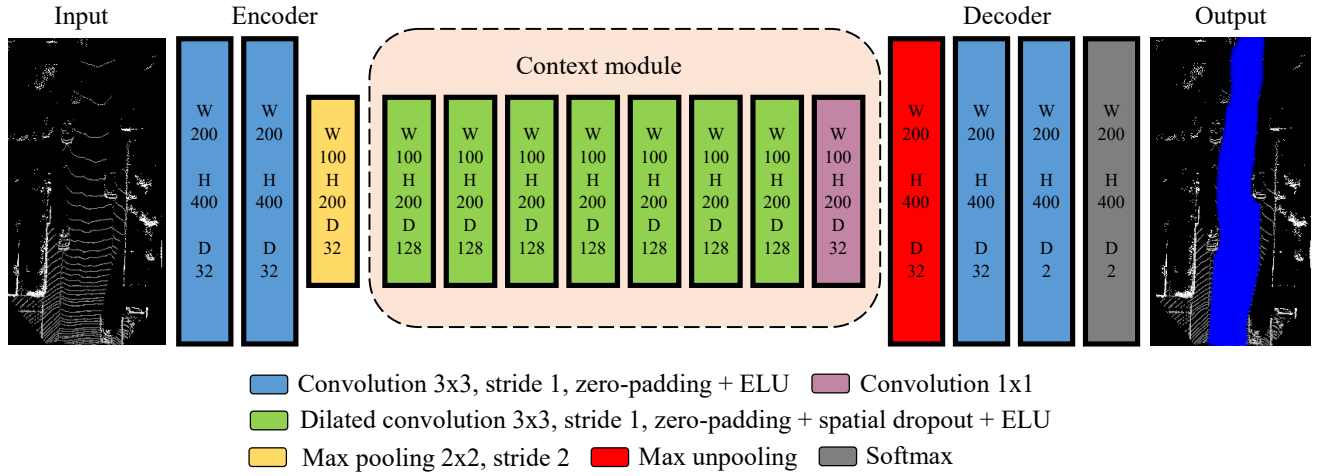 Input
Encoder
Decoder
Output
Context module
W
200
H
400
D
32
W
200
H
400
D
32
W
100
H
200
D
32
W
100
H
200
D
128
W
100
H
200
D
128
W
100
H
200
D
128
W
100
H
200
D
128
W
100
H
200
D
128
W
100
H
200
D
128
W
100
H
200
D
128
W
100
H
200
D
32
W
200
H
400
D
32
W
200
H
400
D
32
W
200
H
400
D
2
W
200
H
400
D
2
Convolution 3x3, stride 1, zero-padding + ELU
Convolution 1x1
Dilated convolution 3x3, stride 1, zero-padding + spatial dropout + ELU
Max pooling 2x2, stride 2
Max unpooling
Softmax